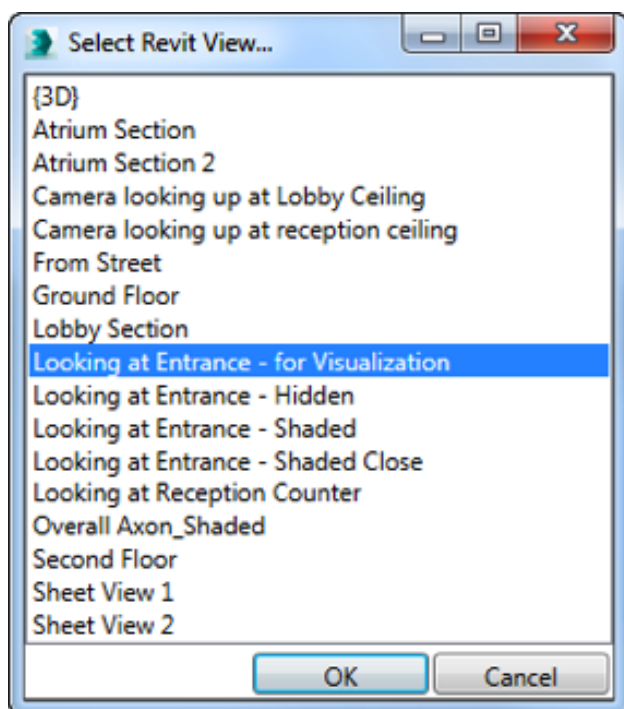 Select Revit View...
{3D}
Atrium Section
Atrium Section 2
Camera looking up at Lobby Ceiling
Camera looking up at reception ceiling
From Street
Ground Floor
Lobby Section
Looking at Entrance - for Visualization
Looking at Entrance - Hidden
Looking at Entrance - Shaded
Looking at Entrance - Shaded Close
Looking at Reception Counter
Overall Axon_Shaded
Second Floor
Sheet View 1
Sheet View 2
OK Cancel